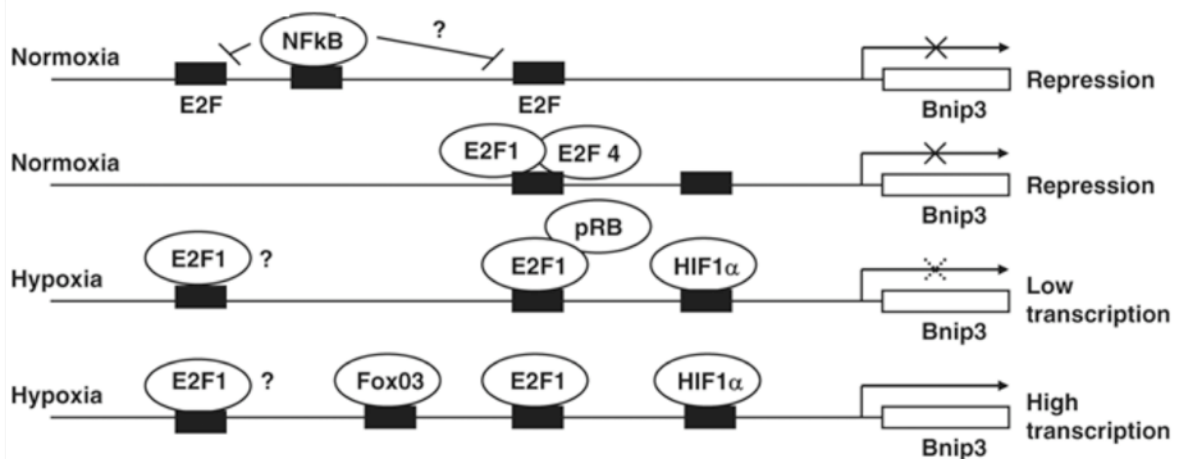 NFkB
?
Normoxia
E2F
E2F
Bnip3
Repression
Normoxia
E2F1
E2F 4
Bnip3
Repression
pRB
Hypoxia
E2F1
?
E2F1
HIF1α
Bnip3
Low
transcription
Hypoxia
E2F1
?
Fox03
E2F1
HIF1α
Bnip3
High
transcription